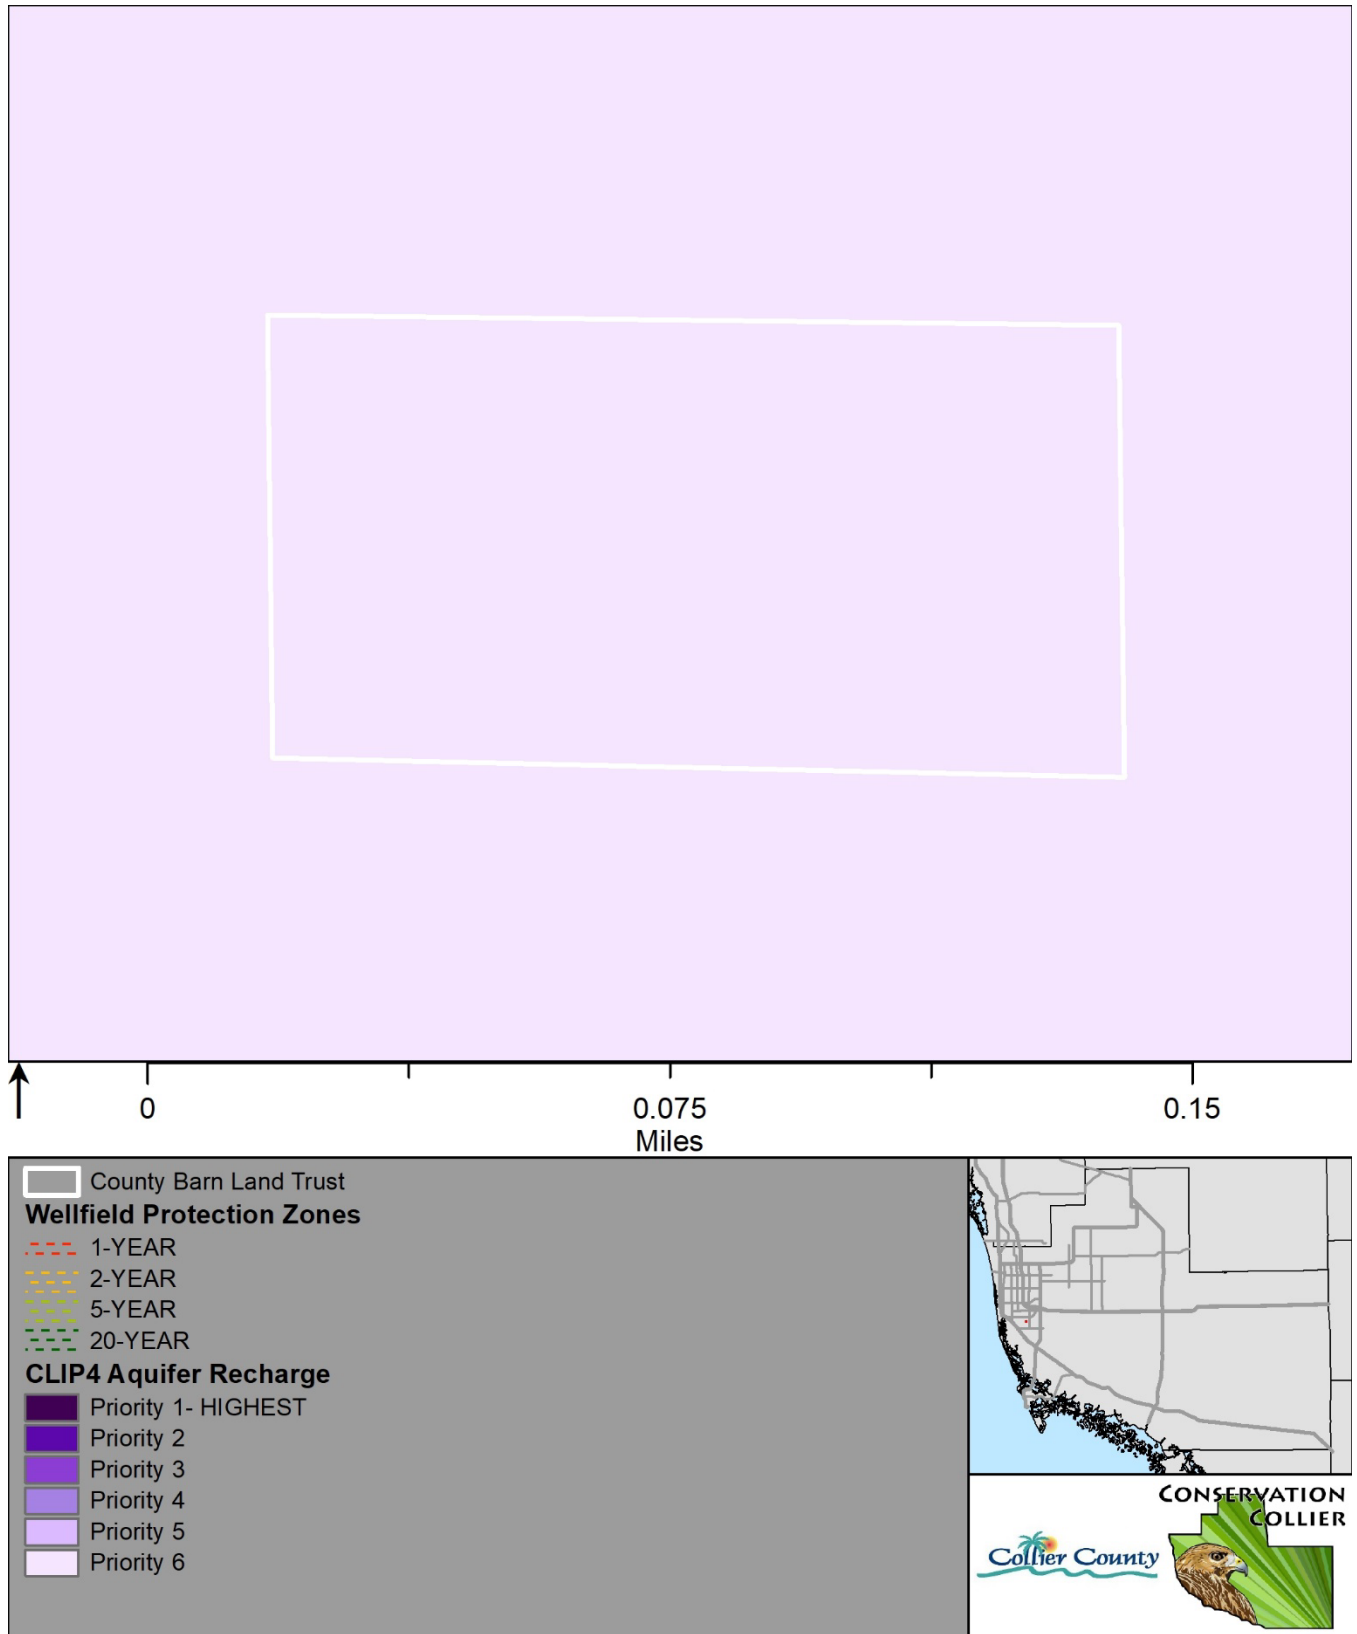 0
0.075
0.15
Miles
County Barn Land Trust
Wellfield Protection Zones
1-YEAR
2-YEAR
5-YEAR
20-YEAR
CLIP4 Aquifer Recharge
Priority 1- HIGHEST
Priority 2
Priority 3
Priority 4
Priority 5
Priority 6
CONSERVATION
COLLIER
Collier County